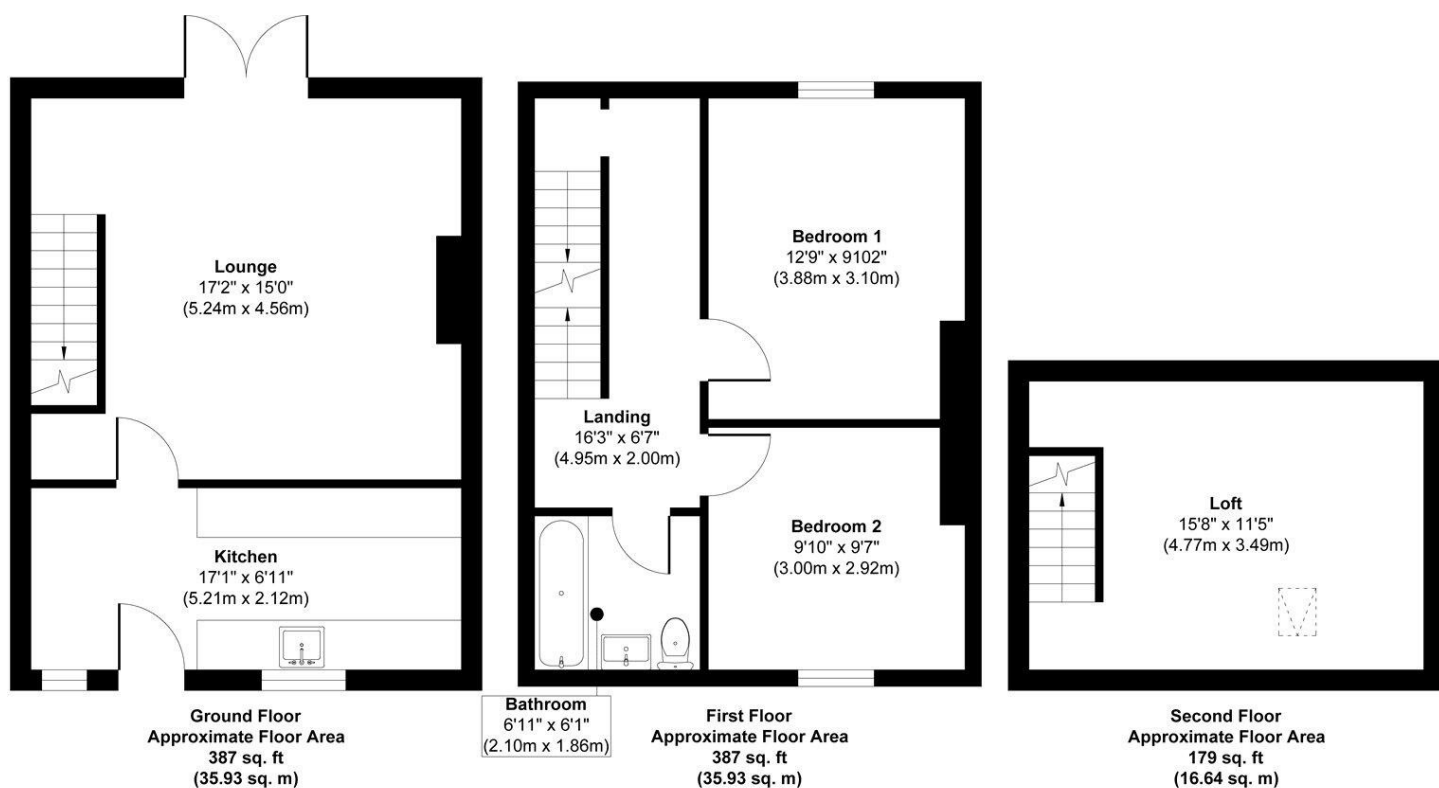 Lounge
17'2" x 15'0"
(5.24m x 4.56m)
Kitchen
17'1" x 6'11"
(5.21m x 2.12m)
Ground Floor
Approximate Floor Area
387 sq. ft
(35.93 sq. m)
Bedroom 1
12'9" x 9102"
(3.88m x 3.10m)
Landing
16'3" x 6'7"
(4.95m x 2.00m)
Bedroom 2
9'10" x 9'7"
(3.00m x 2.92m)
Bathroom
6'11" x 6'1"
(2.10m x 1.86m)
First Floor
Approximate Floor Area
387 sq. ft
(35.93 sq. m)
Loft
15'8" x 11'5"
(4.77m x 3.49m)
Second Floor
Approximate Floor Area
179 sq. ft
(16.64 sq. m)